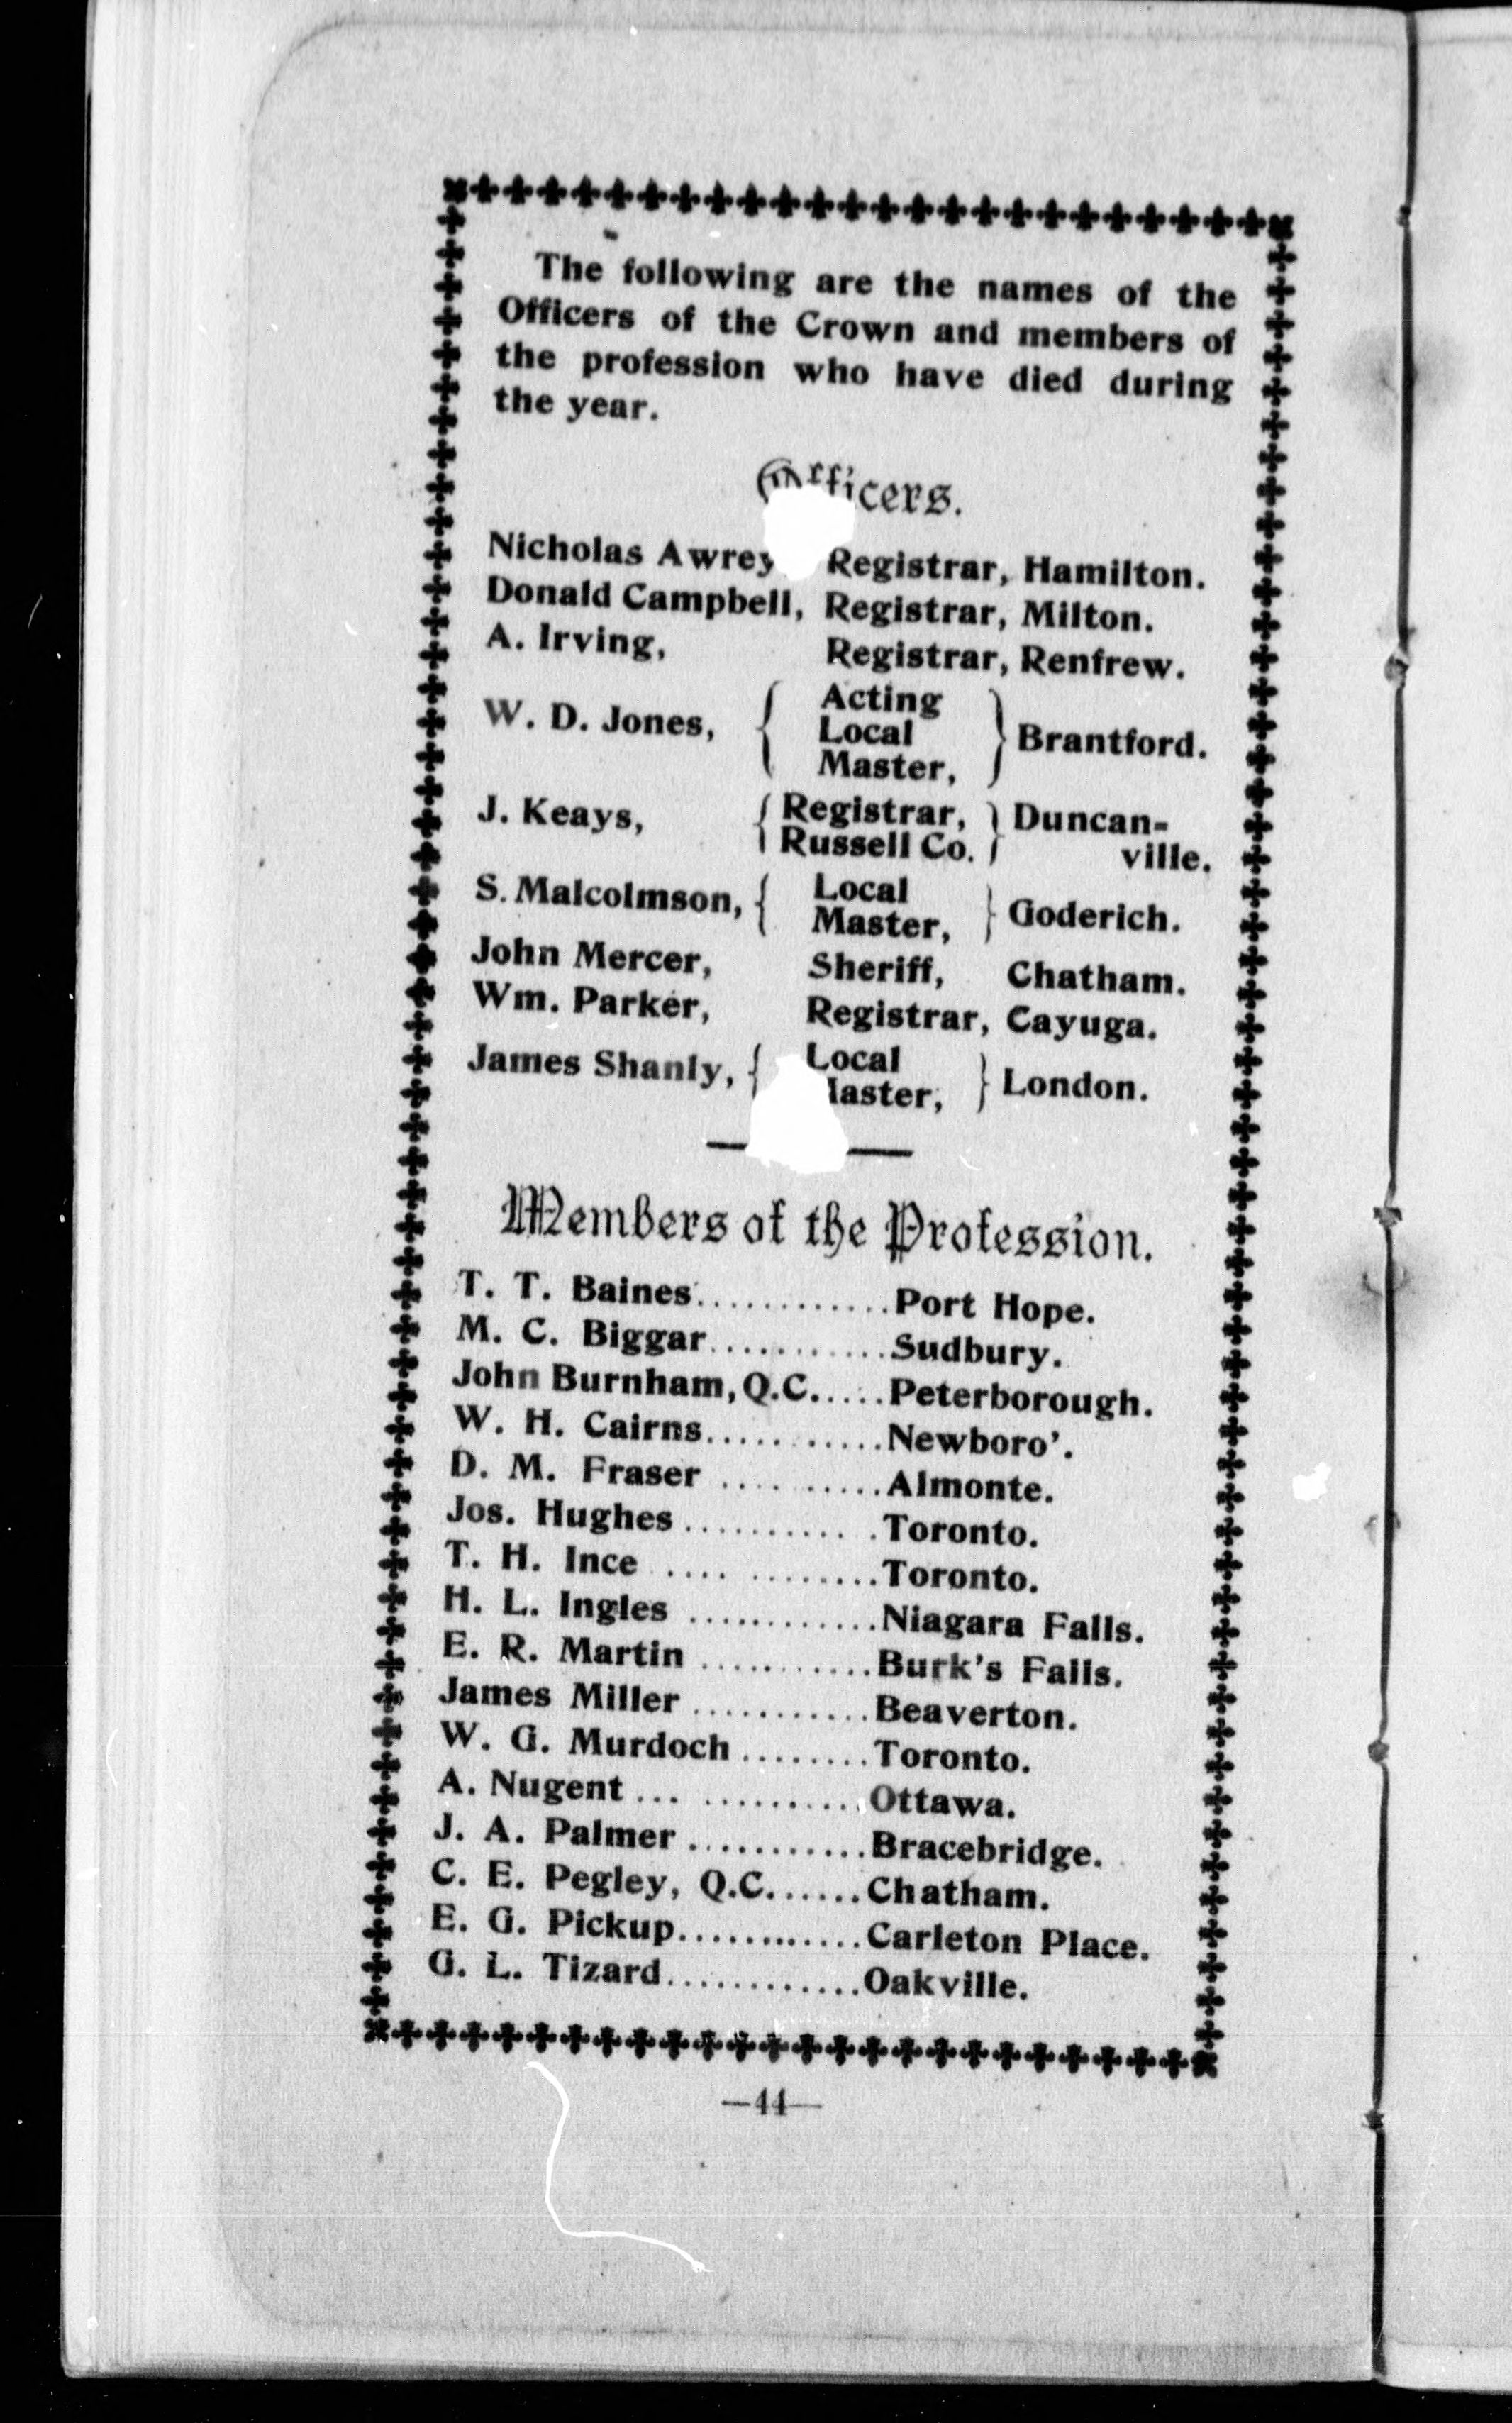 The following are the names of the
Officers of the Crown and members of
the profession who have died during
the year.
Officers.
Nicholas Awrey Registrar, Hamilton.
Donald Campbell, Registrar, Milton.
A. Irving, Registrar, Renfrew.
W. D. Jones, { Acting Local Master, } Brantford.
J. Keays, { Registrar, Russell Co. } Duncan-
ville.
S. Malcolmson, { Local Master, } Goderich.
John Mercer, Sheriff, Chatham.
Wm. Parker, Registrar, Cayuga.
James Shanly, { Local Master, } London.
Members of the Profession.
T. T. Baines.............Port Hope.
M. C. Biggar...........Sudbury.
John Burnham, Q.C.....Peterborough.
W. H. Cairns...........Newboro'.
D. M. Fraser ..........Almonte.
Jos. Hughes ............Toronto.
T. H. Ince .... ........Toronto.
H. L. Ingles ............Niagara Falls.
E. R. Martin ...........Burk's Falls.
James Miller ...........Beaverton.
W. G. Murdoch ........Toronto.
A. Nugent ... ..........Ottawa.
J. A. Palmer ...........Bracebridge.
C. E. Pegley, Q.C......Chatham.
E. G. Pickup............Carleton Place.
G. L. Tizard............Oakville.
—44—